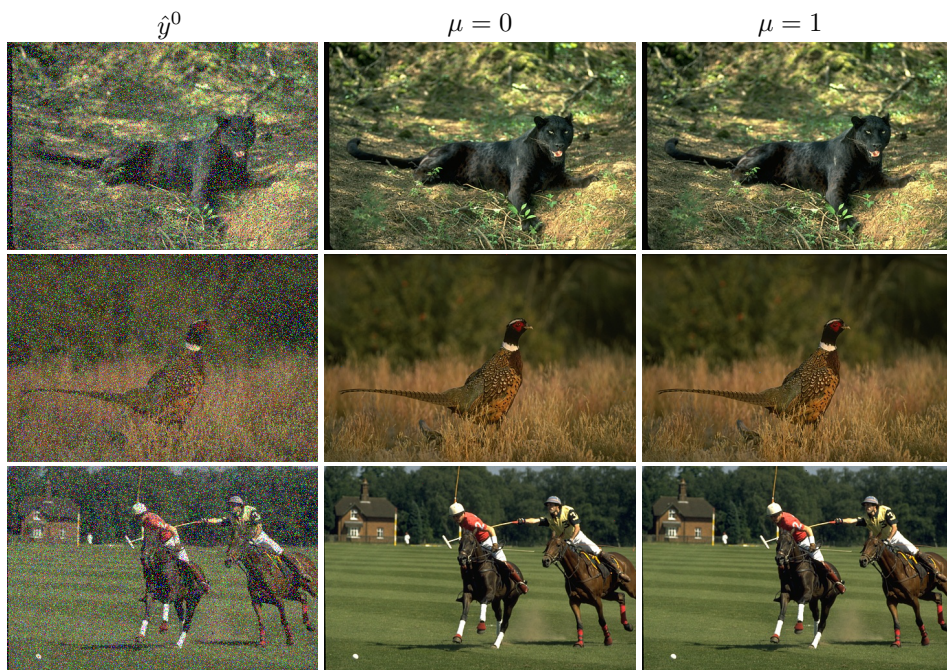 ŷ⁰ μ = 0 μ = 1